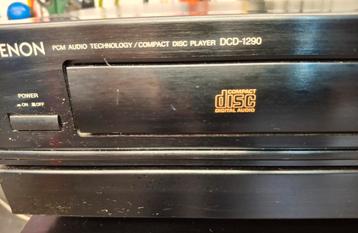 ENON PCM AUDIO TECHNOLOGY/COMPACT DISC PLAYER DCD-1290
POWER
ON OFF
COMPACT
disc
DIGITAL AUDIO